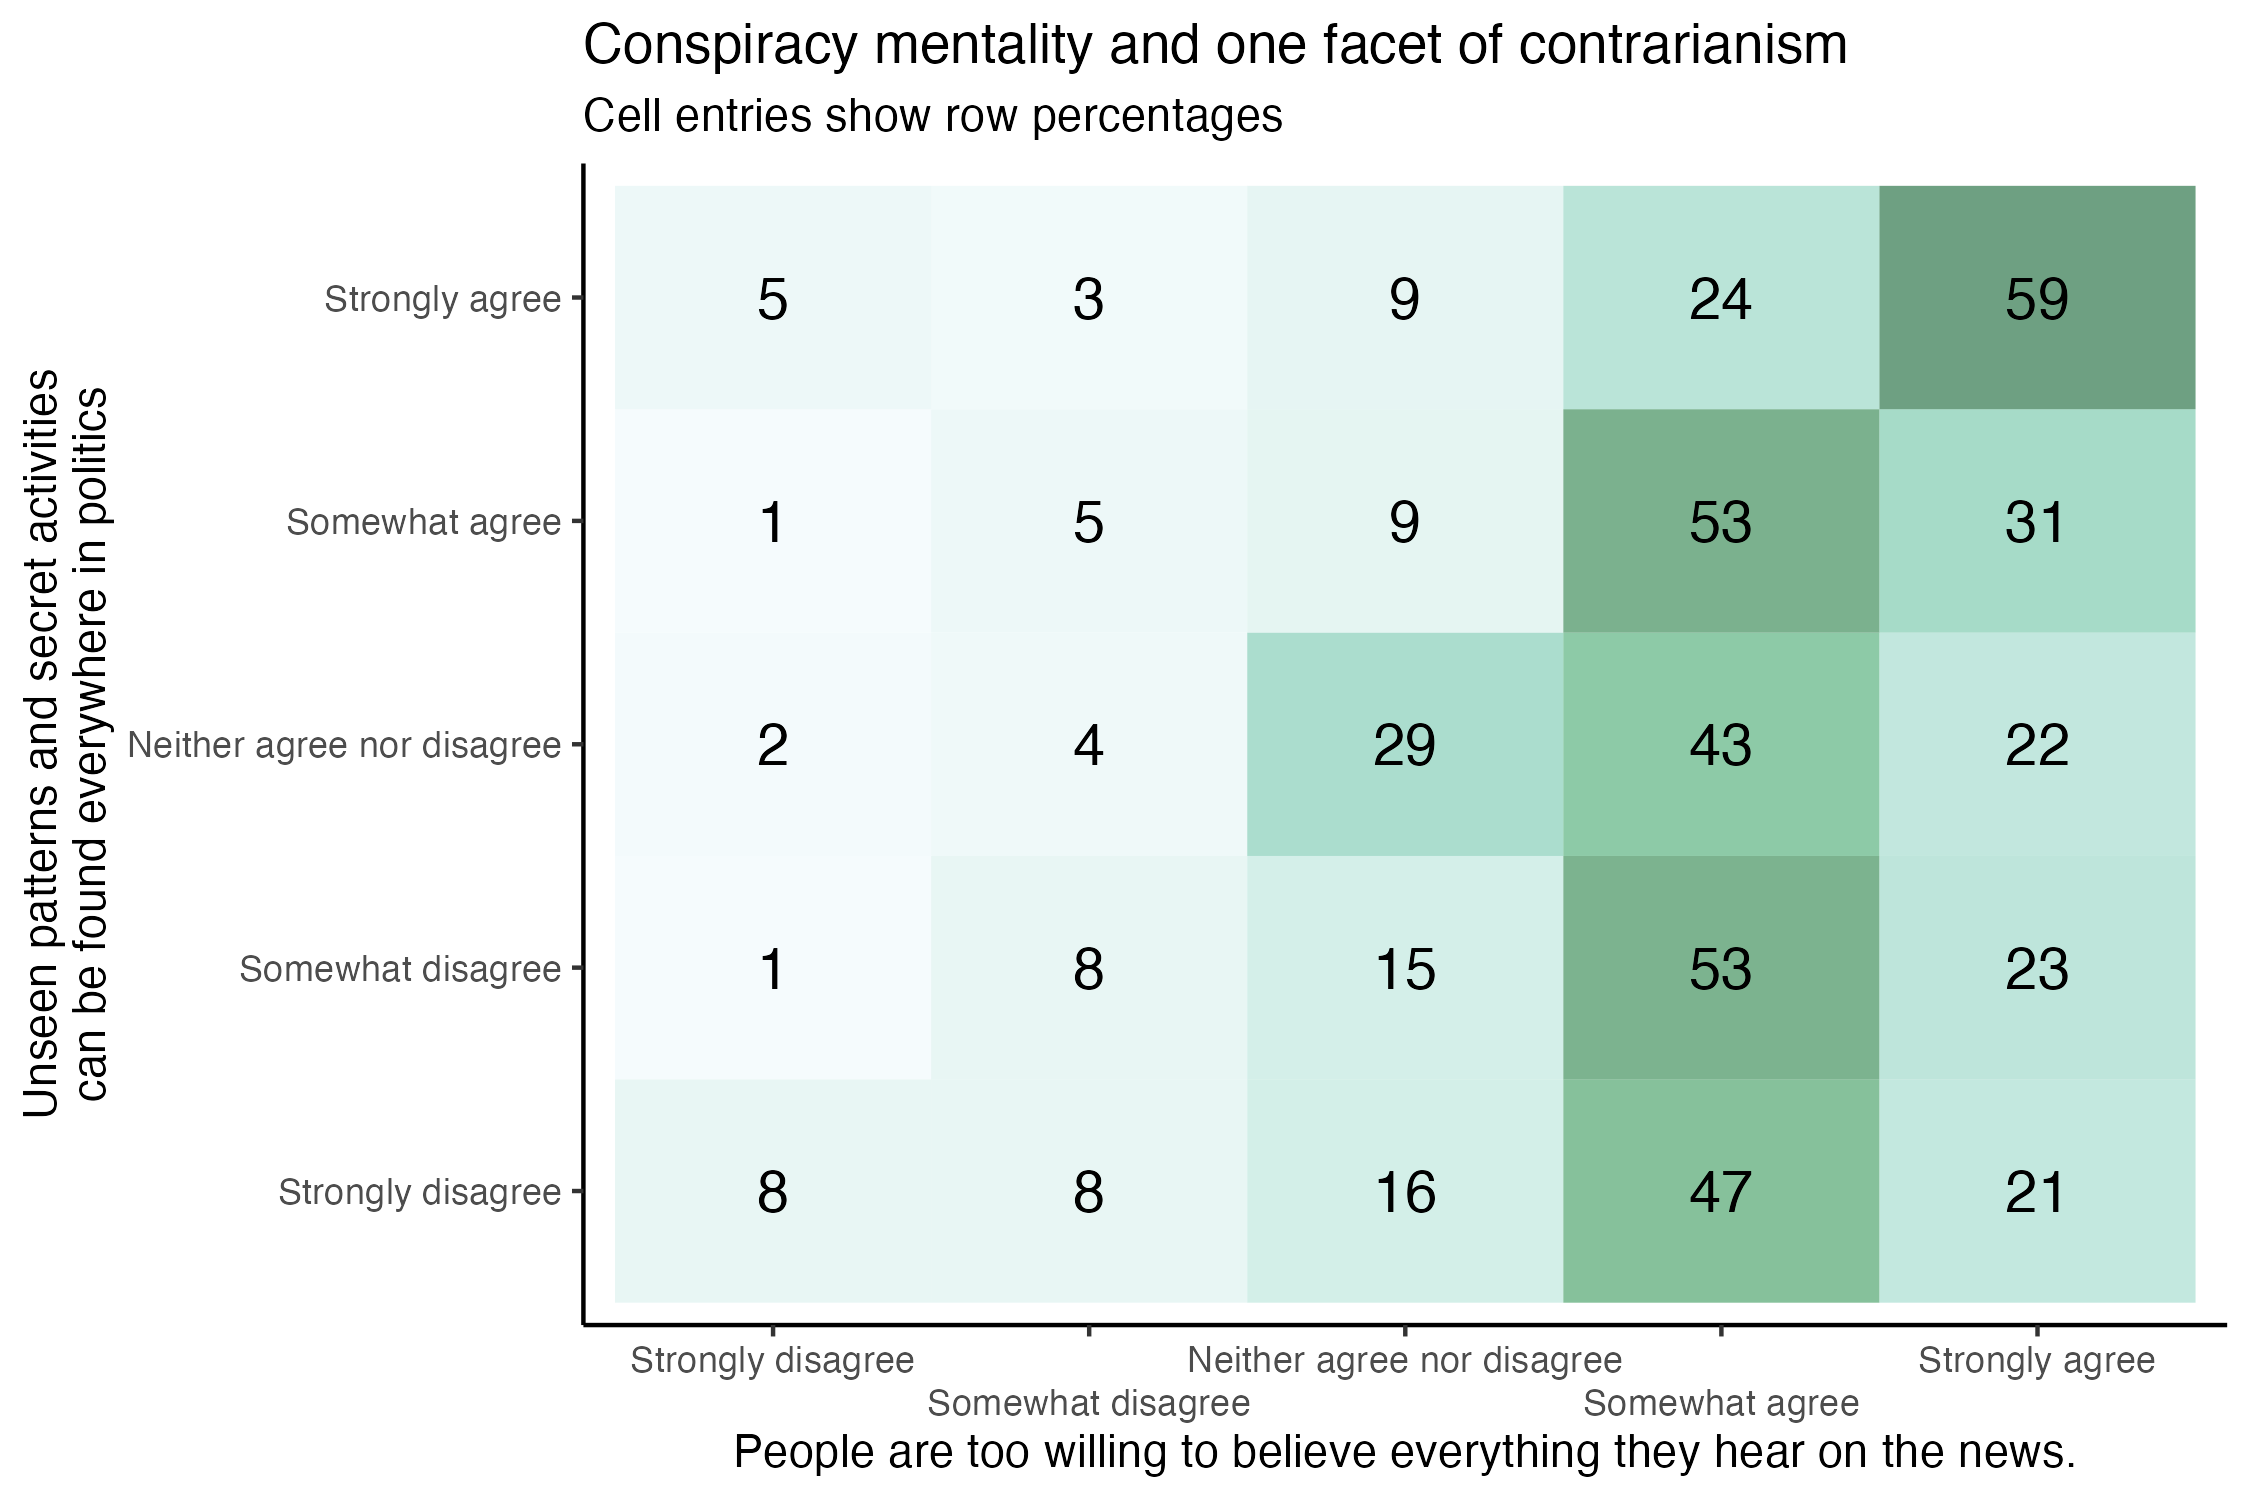 Conspiracy mentality and one facet of contrarianism
Cell entries show row percentages
Unseen patterns and secret activities
can be found everywhere in politics
Strongly agree
5 3 9 24 59
Somewhat agree
1 5 9 53 31
Neither agree nor disagree
2 4 29 43 22
Somewhat disagree
1 8 15 53 23
Strongly disagree
8 8 16 47 21
Strongly disagree Neither agree nor disagree Strongly agree
Somewhat disagree Somewhat agree
People are too willing to believe everything they hear on the news.